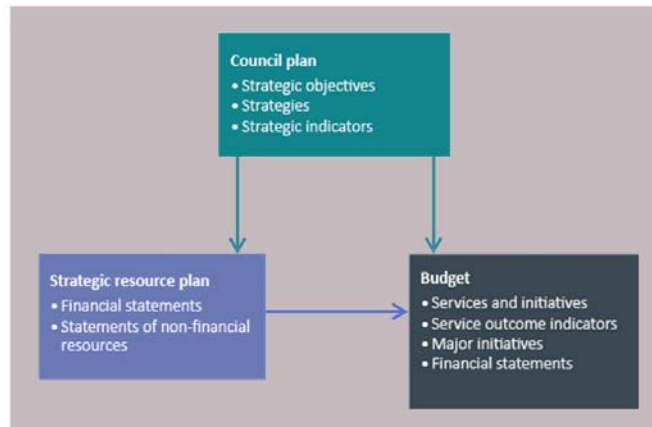 Council plan
• Strategic objectives
• Strategies
• Strategic indicators
Strategic resource plan
• Financial statements
• Statements of non-financial
resources
Budget
• Services and initiatives
• Service outcome indicators
• Major initiatives
• Financial statements